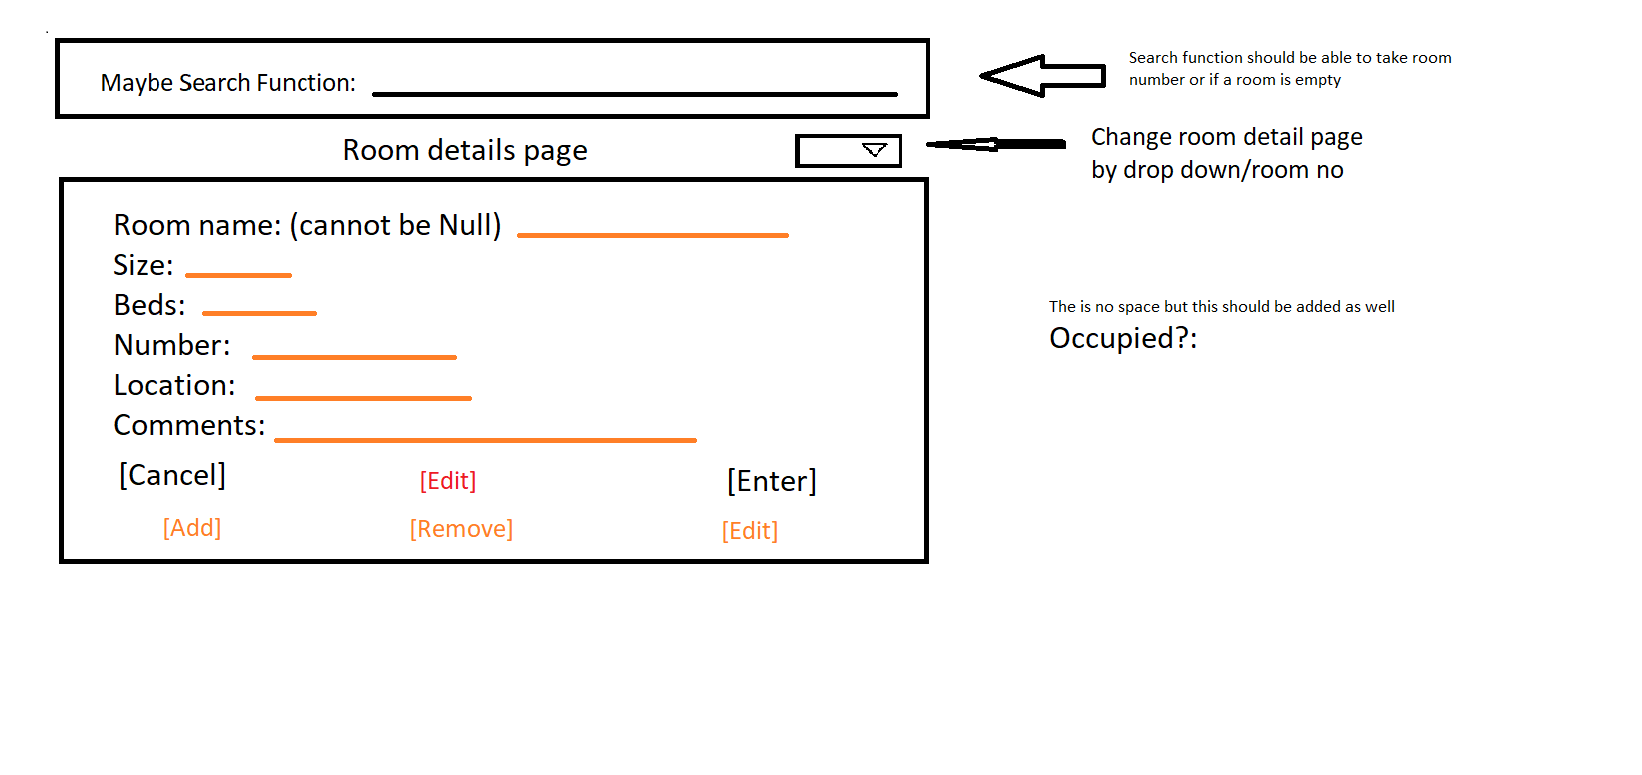 Maybe Search Function:
Search function should be able to take room
number or if a room is empty
Room details page
Change room detail page
by drop down/room no
Room name: (cannot be Null)
Size:
Beds:
Number:
Location:
Comments:
[Cancel]
[Edit]
[Enter]
[Add]
[Remove]
[Edit]
The is no space but this should be added as well
Occupied?: